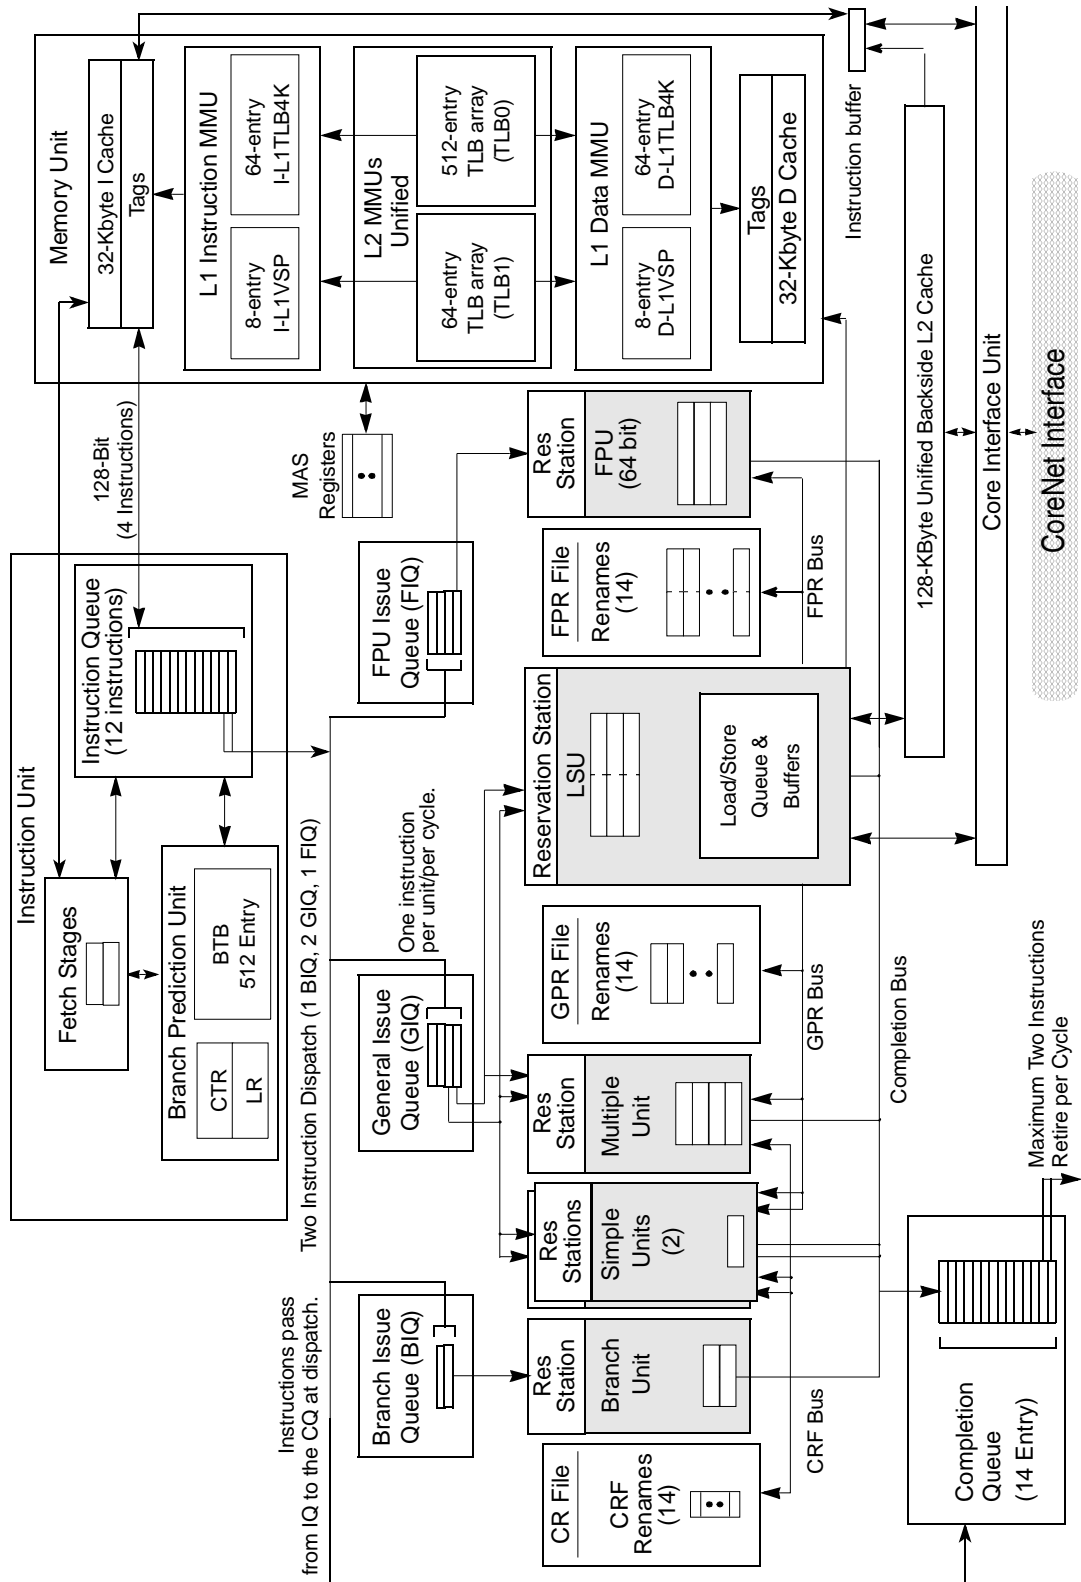 Instruction Unit
Fetch Stages
Branch Prediction Unit
CTR
LR
BTB
512 Entry
Instruction Queue
(12 instructions)
128-Bit
(4 Instructions)
Memory Unit
32-Kbyte I Cache
Tags
L1 Instruction MMU
8-entry
I-L1VSP
64-entry
I-L1TLB4K
L2 MMUs
Unified
64-entry
TLB array
(TLB1)
512-entry
TLB array
(TLB0)
L1 Data MMU
8-entry
D-L1VSP
64-entry
D-L1TLB4K
Tags
32-Kbyte D Cache
MAS
Registers
Instruction buffer
Instructions pass
from IQ to the CQ at dispatch.
Two Instruction Dispatch (1 BIQ, 2 GIQ, 1 FIQ)
Branch Issue
Queue (BIQ)
General Issue
Queue (GIQ)
One instruction
per unit/per cycle.
FPU Issue
Queue (FIQ)
CR File
CRF
Renames
(14)
Res
Station
Branch
Unit
Res
Stations
Simple
Units
(2)
Res
Station
Multiple
Unit
GPR File
Renames
(14)
Reservation Station
LSU
Load/Store
Queue &
Buffers
FPR File
Renames
(14)
Res
Station
FPU
(64 bit)
CRF Bus
GPR Bus
FPR Bus
Completion Bus
Completion
Queue
(14 Entry)
Maximum Two Instructions
Retire per Cycle
128-KByte Unified Backside L2 Cache
Core Interface Unit
CoreNet Interface